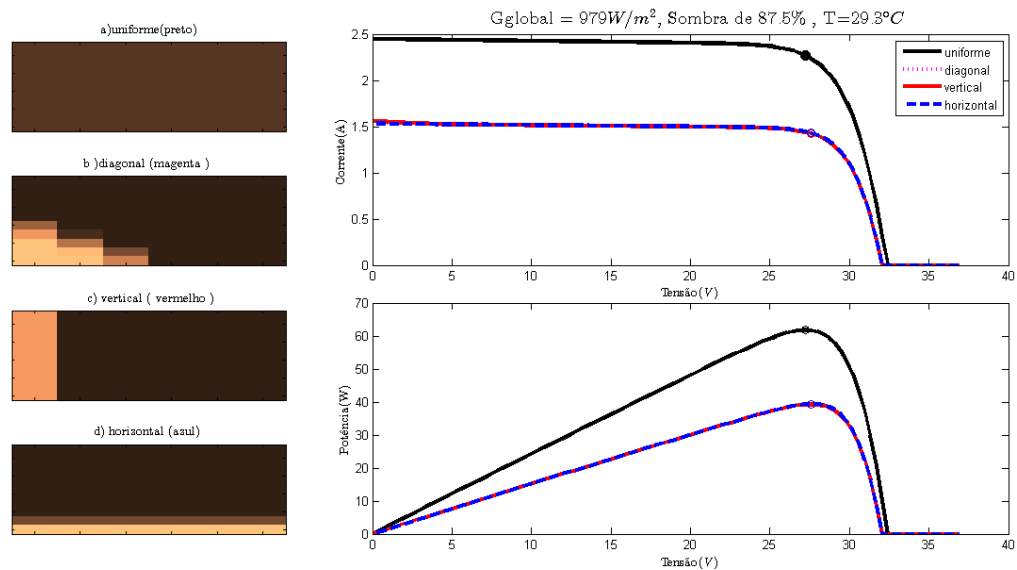 a)uniforme(preto)
b )diagonal (magenta )
c) vertical ( vermelho )
d) horizontal (azul)
Gglobal = 979W/m², Sombra de 87.5% , T=29.3°C
2.5
2
1.5
1
0.5
0
Corrente(A)
uniforme
diagonal
vertical
horizontal
0 5 10 15 20 25 30 35 40
Tensão(V)
70
60
50
40
30
20
10
0
Potência(W)
0 5 10 15 20 25 30 35 40
Tensão(V)